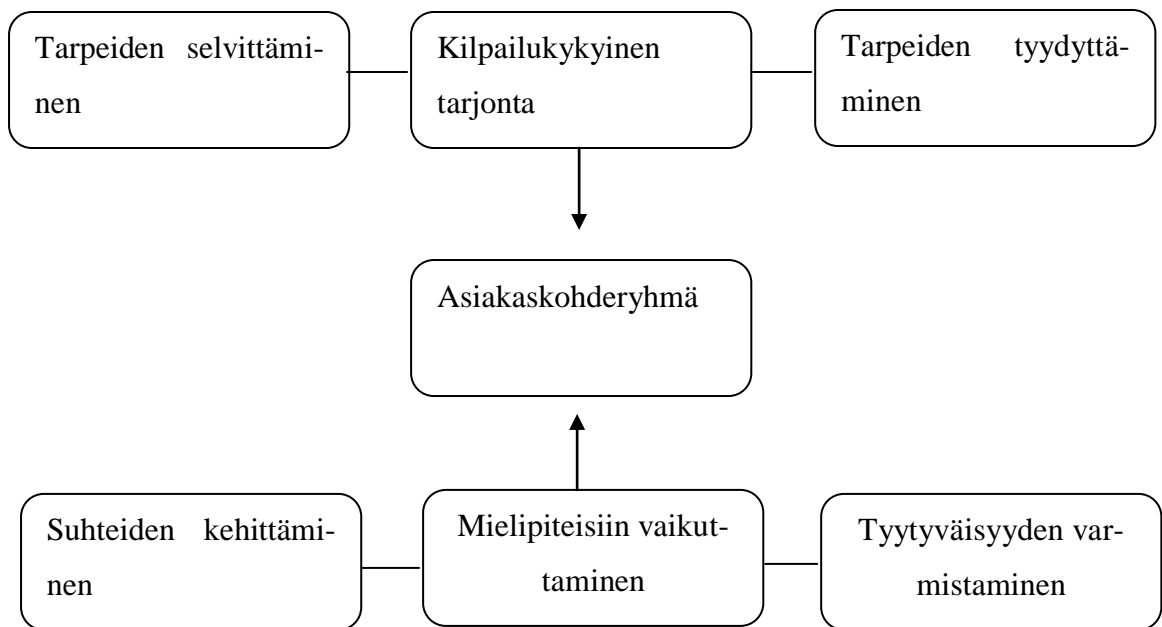 Tarpeiden selvittämi-
nen
Kilpailukykyinen
tarjonta
Tarpeiden tyydyttä-
minen
Asiakaskohderyhmä
Suhteiden kehittämi-
nen
Mielipiteisiin vaikut-
taminen
Tyytyväisyyden var-
mistaminen